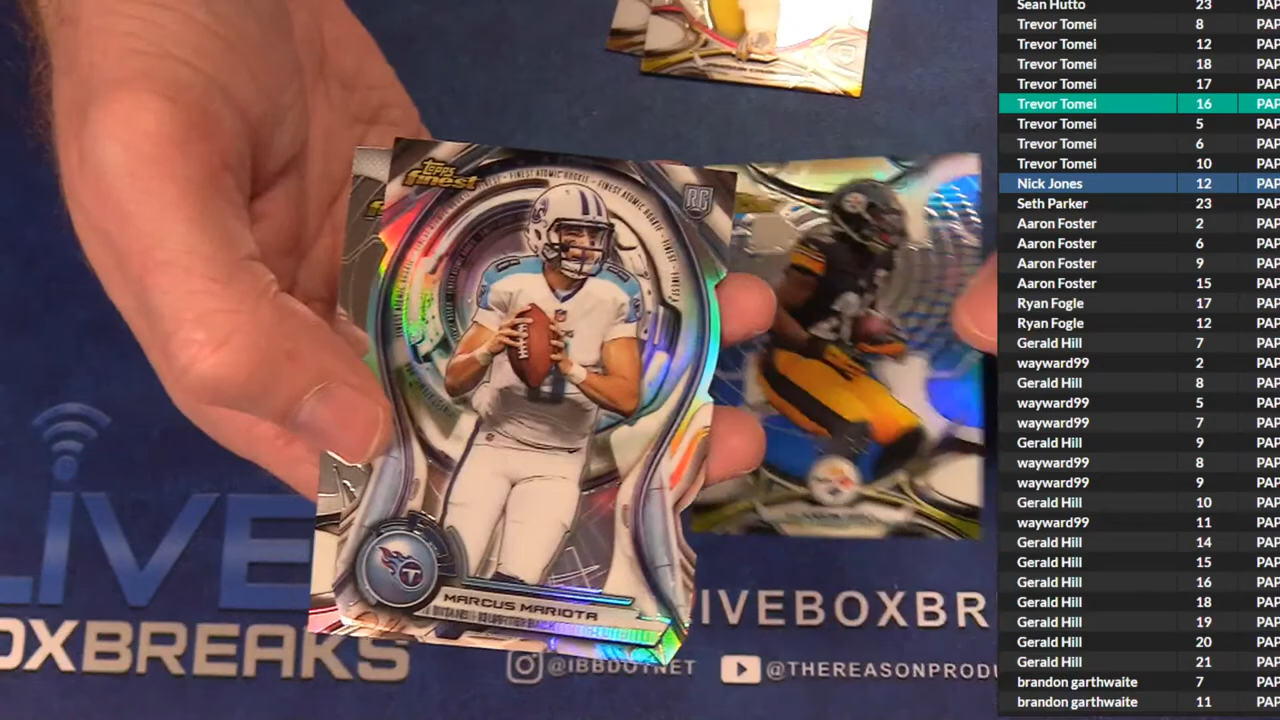 TOPPS
finest
FINEST ATOMIC ROOKIE · FINEST ATOMIC ROOKIE · FINEST
RC
MARCUS MARIOTA
TITANS QUARTERBACK
LiVE
OXBREAKS
IVEBOXBR
@IBBDOTNET
@THEREASONPRODU
Sean Hutto 23 PAP
Trevor Tomei 8 PAP
Trevor Tomei 12 PAP
Trevor Tomei 18 PAP
Trevor Tomei 17 PAP
Trevor Tomei 16 PAP
Trevor Tomei 5 PAP
Trevor Tomei 6 PAP
Trevor Tomei 10 PAP
Nick Jones 12 PAP
Seth Parker 23 PAP
Aaron Foster 2 PAP
Aaron Foster 6 PAP
Aaron Foster 9 PAP
Aaron Foster 15 PAP
Ryan Fogle 17 PAP
Ryan Fogle 12 PAP
Gerald Hill 7 PAP
wayward99 2 PAP
Gerald Hill 8 PAP
wayward99 5 PAP
wayward99 7 PAP
Gerald Hill 9 PAP
wayward99 8 PAP
wayward99 9 PAP
Gerald Hill 10 PAP
wayward99 11 PAP
Gerald Hill 14 PAP
Gerald Hill 15 PAP
Gerald Hill 16 PAP
Gerald Hill 18 PAP
Gerald Hill 19 PAP
Gerald Hill 20 PAP
Gerald Hill 21 PAP
brandon garthwaite 7 PAP
brandon garthwaite 11 PAP